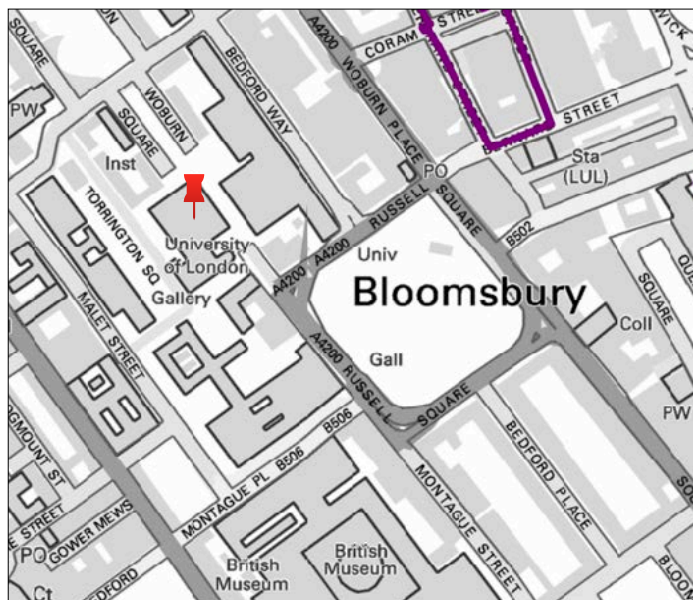 SQUARE
PW
Inst
SQUARE
WOBURN
BEDFORD WAY
A4200
WOBURN PLACE
CORAM STREET
STREET
Sta
(LUL)
PO
RUSSELL SQUARE
B502
TORRINGTON SQ
University
of London
Gallery
A4200
A4200
Univ
Bloomsbury
Gall
MALET STREET
A4200 RUSSELL
SQUARE
Coll
SQUARE
PW
B506
MONTAGUE PL B506
MONTAGUE STREET
BEDFORD PLACE
GOWER MEWS
STREET
PO
Ct
BEDFORD
British
Museum
British
Museum